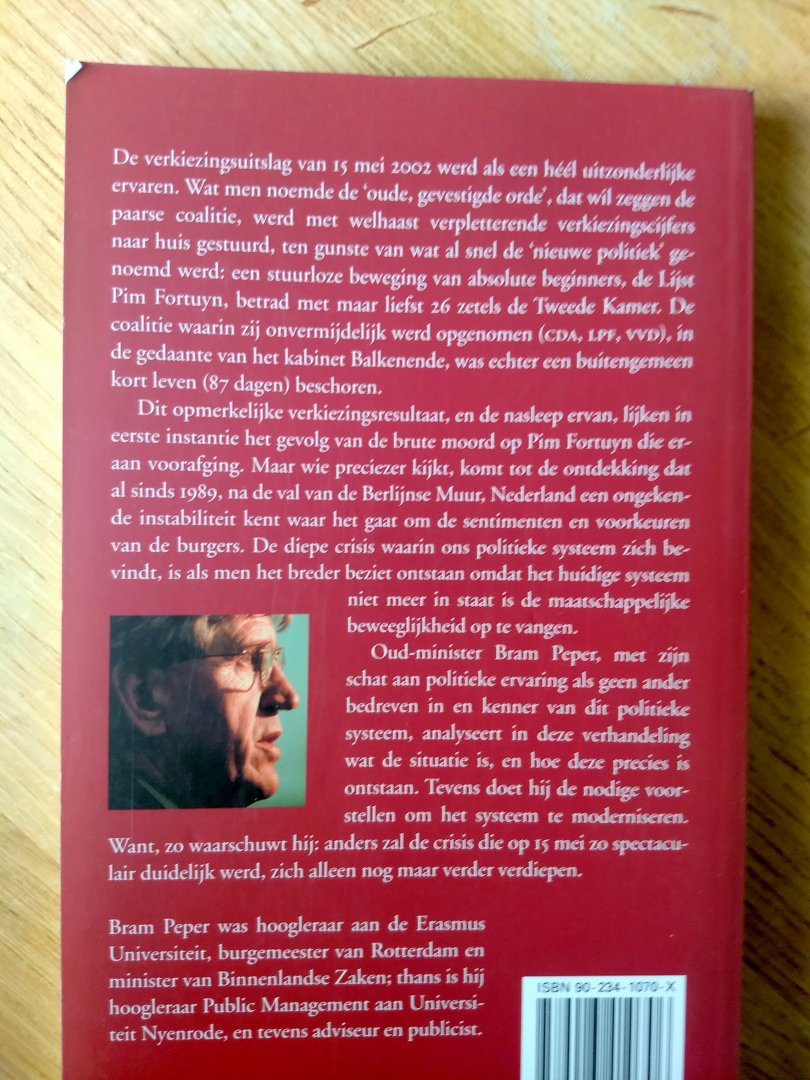 De verkiezingsuitslag van 15 mei 2002 werd als een héél uitzonderlijke
ervaren. Wat men noemde de ‘oude, gevestigde orde’, dat wil zeggen de
paarse coalitie, werd met welhaast verpletterende verkiezingscijfers
naar huis gestuurd, ten gunste van wat al snel de ‘nieuwe politiek’ ge-
noemd werd: een stuurloze beweging van absolute beginners, de Lijst
Pim Fortuyn, betrad met maar liefst 26 zetels de Tweede Kamer. De
coalitie waarin zij onvermijdelijk werd opgenomen (CDA, LPF, VVD), in
de gedaante van het kabinet Balkenende, was echter een buitengemeen
kort leven (87 dagen) beschoren.
Dit opmerkelijke verkiezingsresultaat, en de nasleep ervan, lijken in
eerste instantie het gevolg van de brute moord op Pim Fortuyn die er-
aan voorafging. Maar wie preciezer kijkt, komt tot de ontdekking dat
al sinds 1989, na de val van de Berlijnse Muur, Nederland een ongeken-
de instabiliteit kent waar het gaat om de sentimenten en voorkeuren
van de burgers. De diepe crisis waarin ons politieke systeem zich be-
vindt, is als men het breder beziet ontstaan omdat het huidige systeem
niet meer in staat is de maatschappelijke
beweeglijkheid op te vangen.
Oud-minister Bram Peper, met zijn
schat aan politieke ervaring als geen ander
bedreven in en kenner van dit politieke
systeem, analyseert in deze verhandeling
wat de situatie is, en hoe deze precies is
ontstaan. Tevens doet hij de nodige voor-
stellen om het systeem te moderniseren.
Want, zo waarschuwt hij: anders zal de crisis die op 15 mei zo spectacu-
lair duidelijk werd, zich alleen nog maar verder verdiepen.
Bram Peper was hoogleraar aan de Erasmus
Universiteit, burgemeester van Rotterdam en
minister van Binnenlandse Zaken; thans is hij
hoogleraar Public Management aan Universi-
teit Nyenrode, en tevens adviseur en publicist.
ISBN 90-234-1070-X